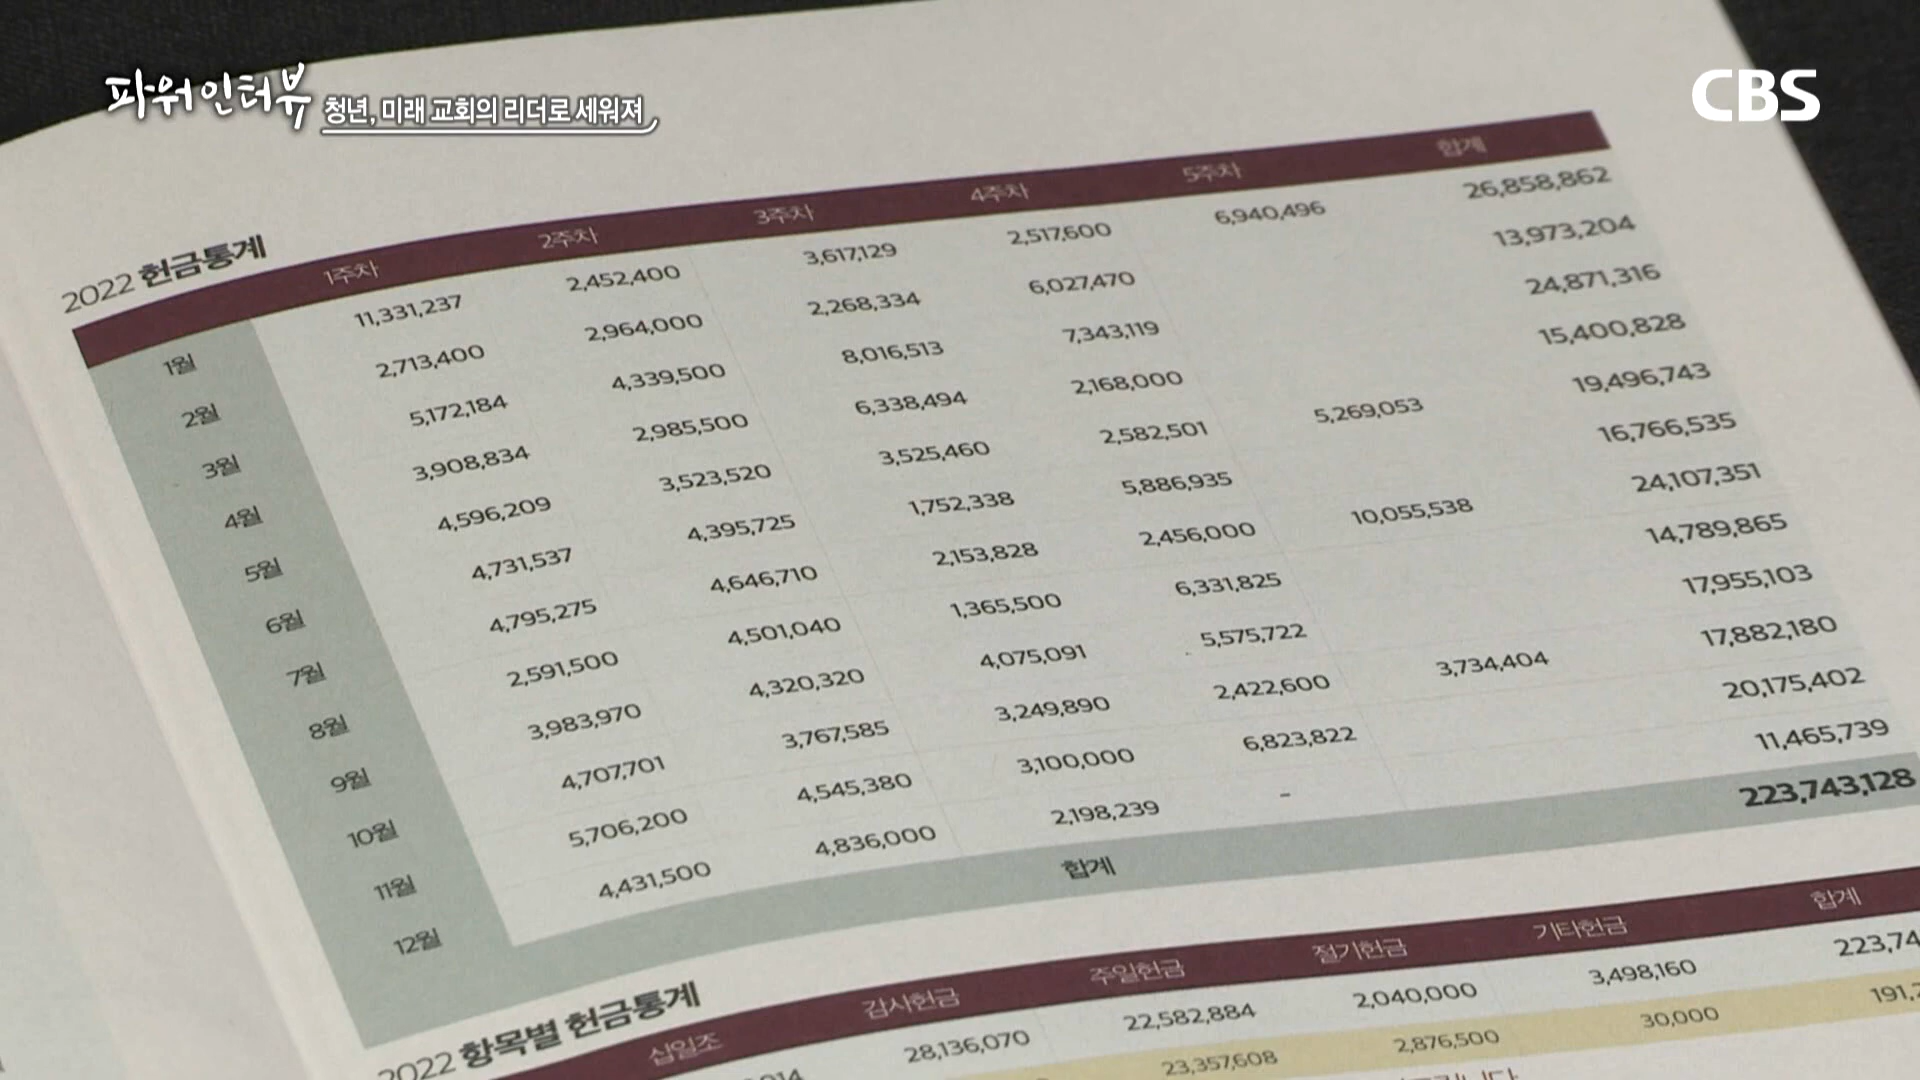 파워인터뷰 청년, 미래 교회의 리더로 세워져
CBS
2022 헌금통계
1주차 2주차 3주차 4주차 5주차 합계
1월 11,331,237 2,452,400 3,617,129 2,517,600 6,940,496 26,858,862
2월 2,713,400 2,964,000 2,268,334 6,027,470 13,973,204
3월 5,172,184 4,339,500 8,016,513 7,343,119 24,871,316
4월 3,908,834 2,985,500 6,338,494 2,168,000 15,400,828
5월 4,596,209 3,523,520 3,525,460 2,582,501 5,269,053 19,496,743
6월 4,731,537 4,395,725 1,752,338 5,886,935 16,766,535
7월 4,795,275 4,646,710 2,153,828 2,456,000 10,055,538 24,107,351
8월 2,591,500 4,501,040 1,365,500 6,331,825 14,789,865
9월 3,983,970 4,320,320 4,075,091 5,575,722 17,955,103
10월 4,707,701 3,767,585 3,249,890 2,422,600 3,734,404 17,882,180
11월 5,706,200 4,545,380 3,100,000 6,823,822 20,175,402
12월 4,431,500 4,836,000 2,198,239 - 11,465,739
합계 223,743,128
2022 항목별 헌금통계
십일조 감사헌금 주일헌금 절기헌금 기타헌금 합계
28,136,070 22,582,884 2,040,000 3,498,160 223,74
23,357,608 2,876,500 30,000 191,2